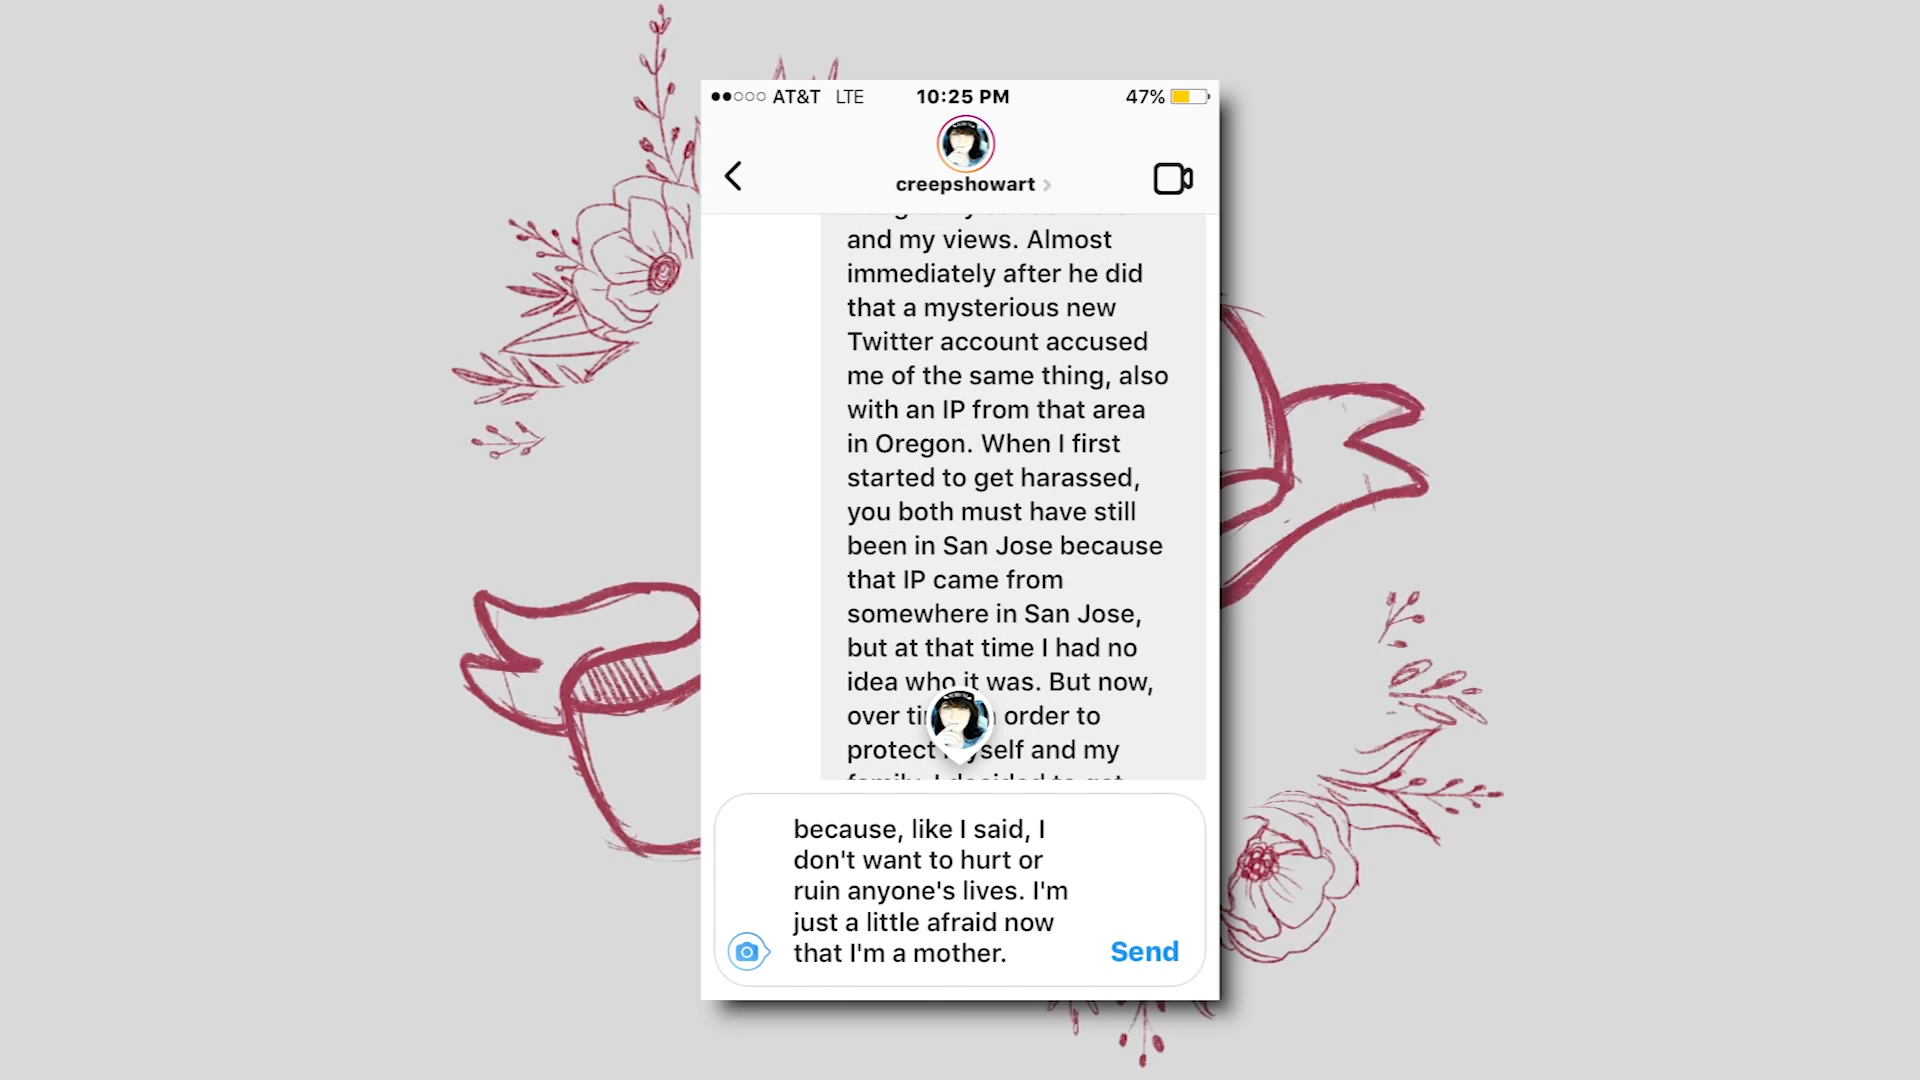 AT&T LTE 10:25 PM 47%
creepshowart
and my views. Almost
immediately after he did
that a mysterious new
Twitter account accused
me of the same thing, also
with an IP from that area
in Oregon. When I first
started to get harassed,
you both must have still
been in San Jose because
that IP came from
somewhere in San Jose,
but at that time I had no
idea who it was. But now,
over order to
protect myself and my
because, like I said, I
don't want to hurt or
ruin anyone's lives. I'm
just a little afraid now
that I'm a mother.
Send